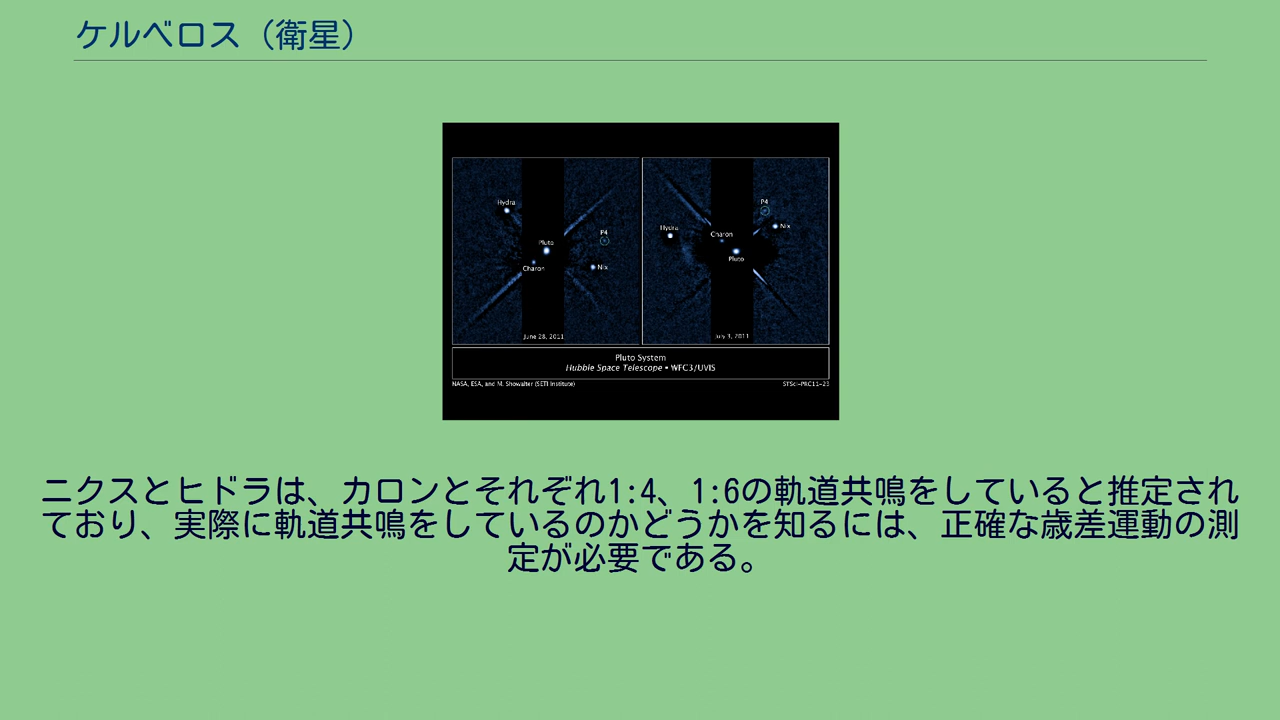 ケルベロス（衛星）
Hydra
Pluto
Charon
P4
Nix
June 28, 2011
Hydra
Charon
Pluto
P4
Nix
July 3, 2011
Pluto System
Hubble Space Telescope • WFC3/UVIS
NASA, ESA, and M. Showalter (SETI Institute)
STScI-PRC11-23
ニクスとヒドラは、カロンとそれぞれ1:4、1:6の軌道共鳴をしていると推定され
ており、実際に軌道共鳴をしているのかどうかを知るには、正確な歳差運動の測
定が必要である。